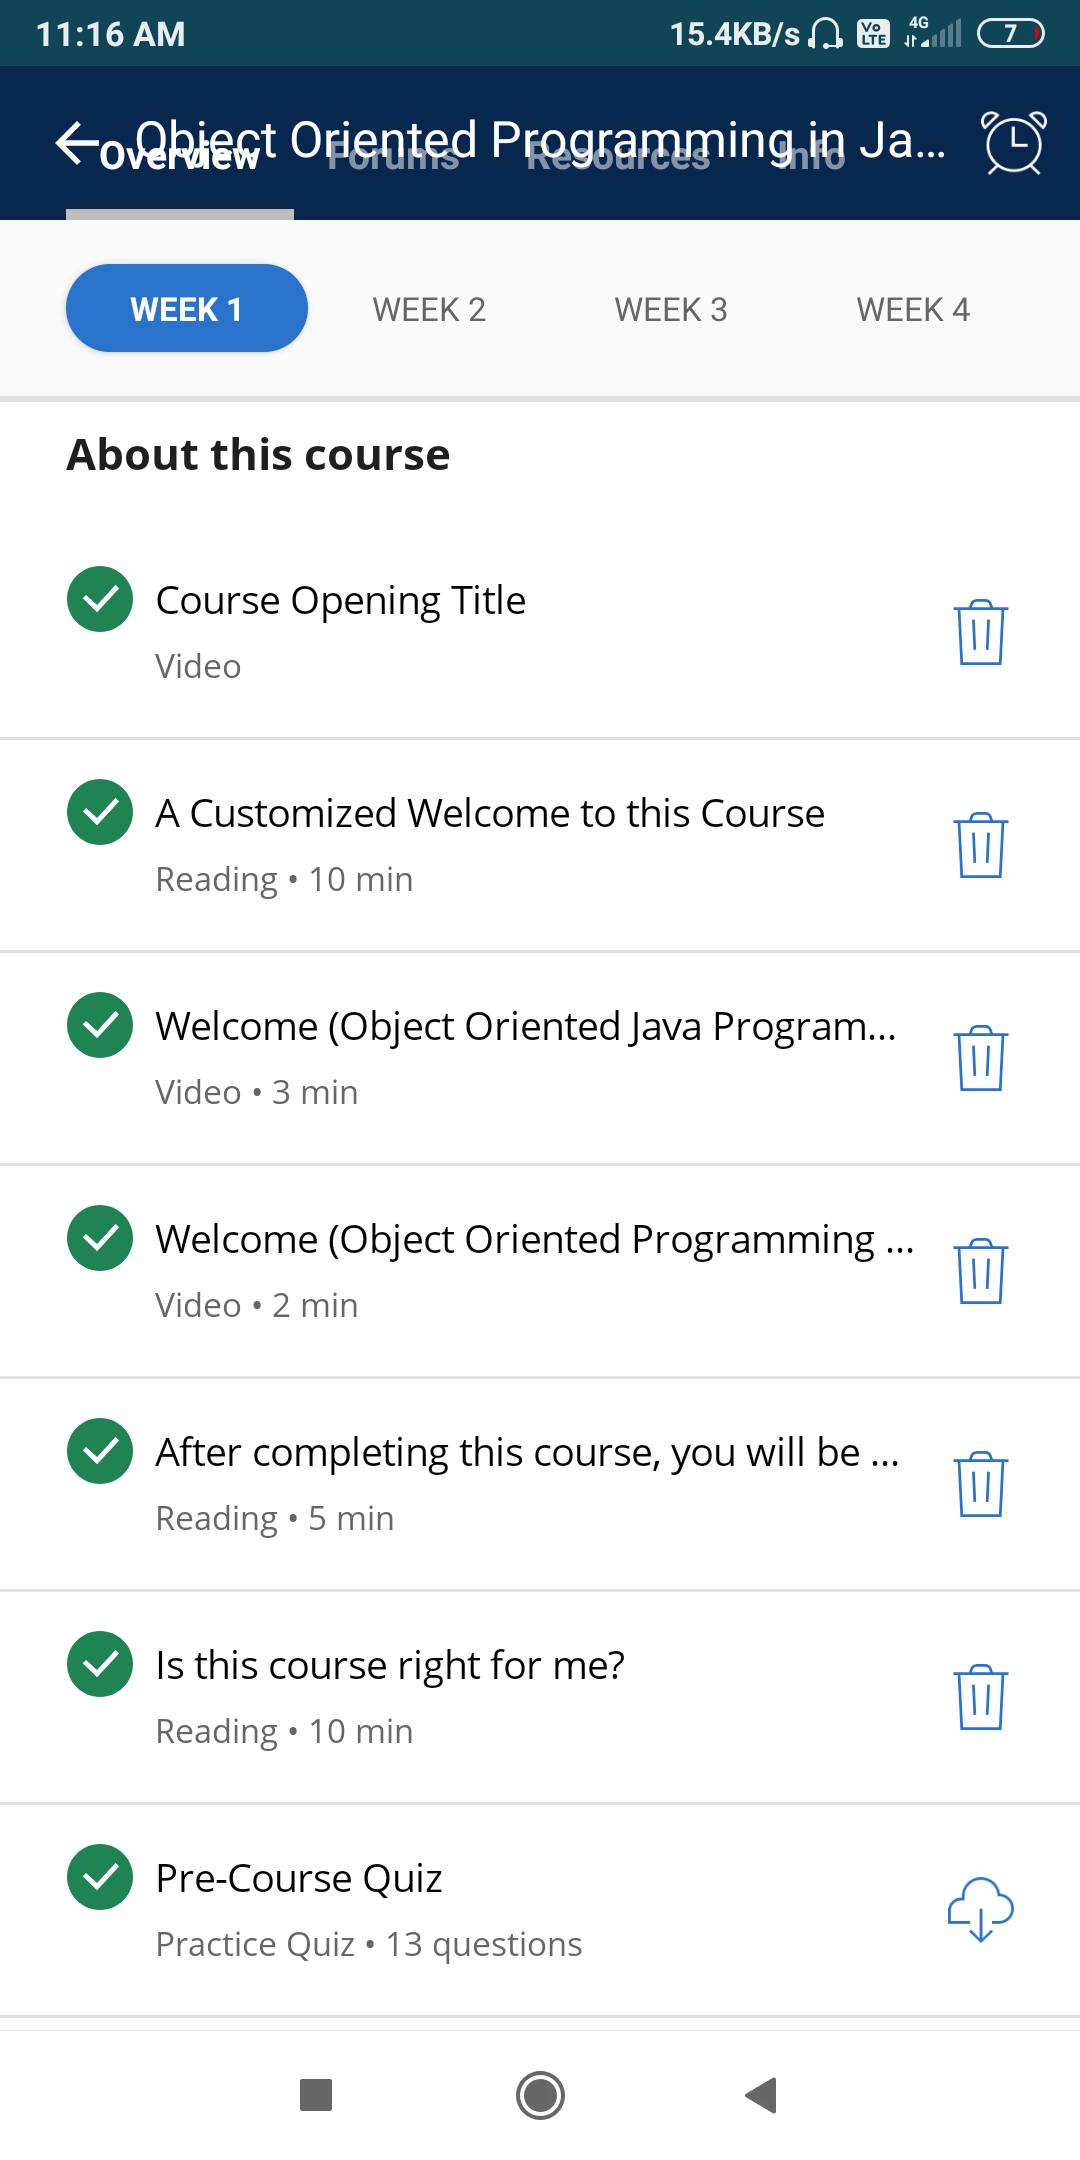 11:16 AM 15.4KB/s Vo LTE 4G 7
Object Oriented Programming in Ja...
Overview Forums Resources Info
WEEK 1 WEEK 2 WEEK 3 WEEK 4
About this course
Course Opening Title
Video
A Customized Welcome to this Course
Reading • 10 min
Welcome (Object Oriented Java Program...
Video • 3 min
Welcome (Object Oriented Programming ...
Video • 2 min
After completing this course, you will be ...
Reading • 5 min
Is this course right for me?
Reading • 10 min
Pre-Course Quiz
Practice Quiz • 13 questions